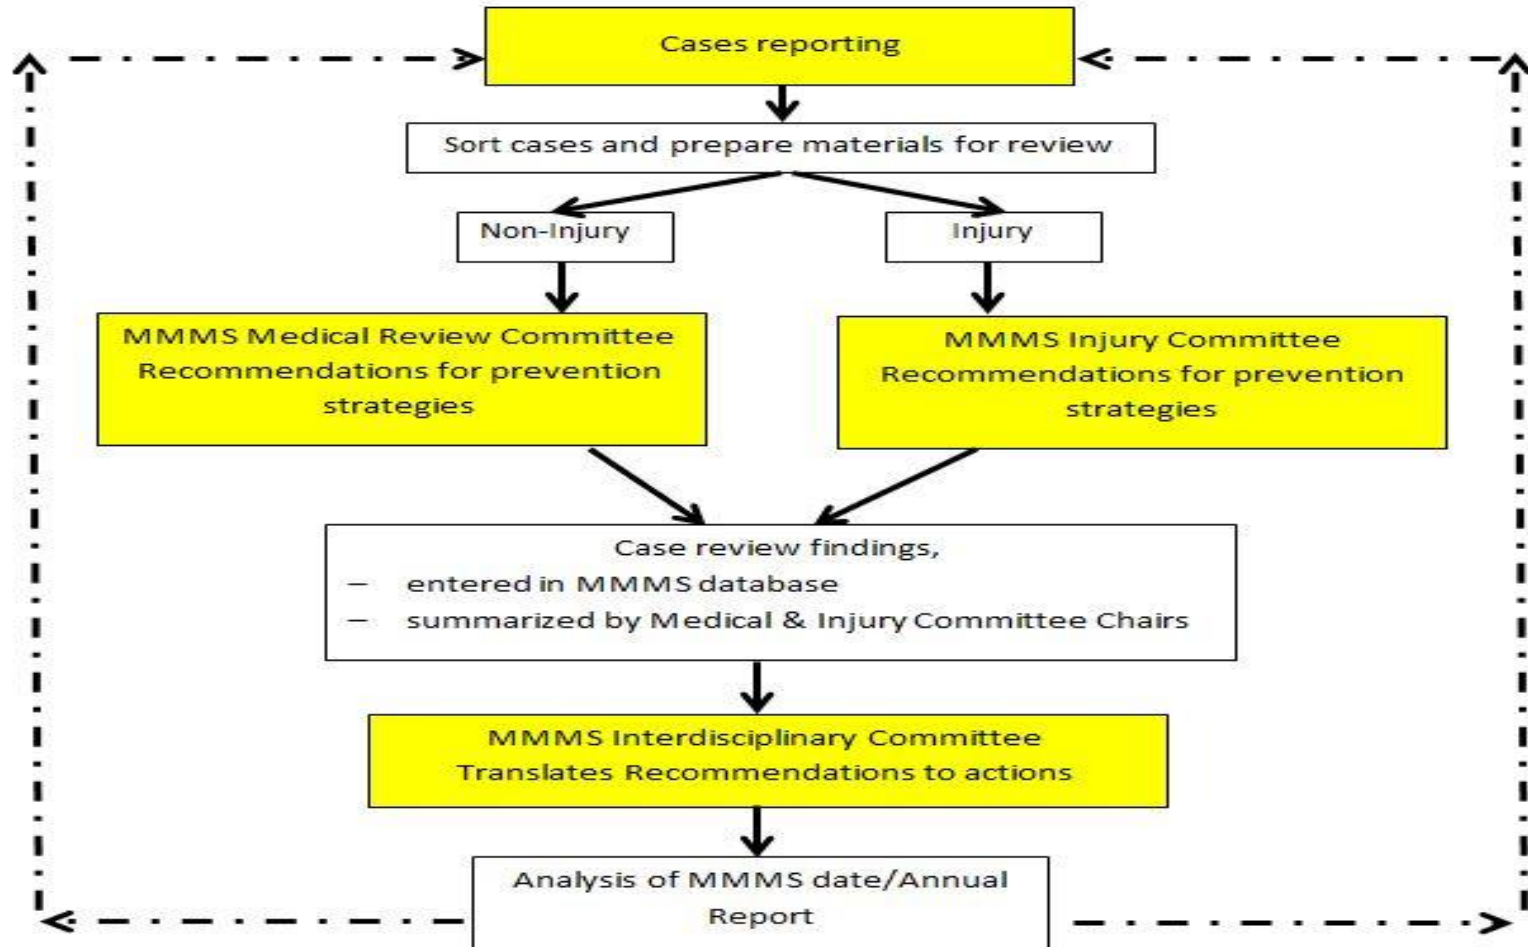 Cases reporting
Sort cases and prepare materials for review
Non-Injury
Injury
MMMS Medical Review Committee
Recommendations for prevention
strategies
MMMS Injury Committee
Recommendations for prevention
strategies
Case review findings,
– entered in MMMS database
– summarized by Medical & Injury Committee Chairs
MMMS Interdisciplinary Committee
Translates Recommendations to actions
Analysis of MMMS date/Annual
Report